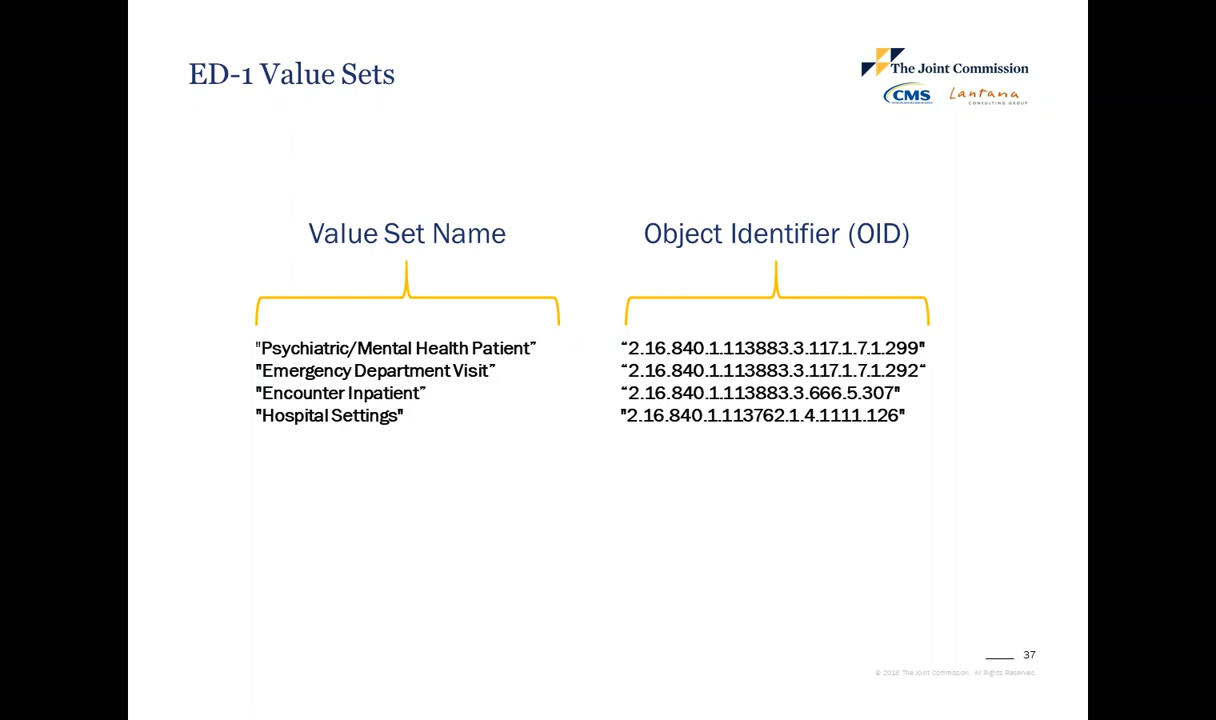 ED-1 Value Sets
The Joint Commission
CMS
Lantana
CONSULTING GROUP
Value Set Name
Object Identifier (OID)
"Psychiatric/Mental Health Patient”
“2.16.840.1.113883.3.117.1.7.1.299"
"Emergency Department Visit”
“2.16.840.1.113883.3.117.1.7.1.292“
"Encounter Inpatient”
“2.16.840.1.113883.3.666.5.307"
"Hospital Settings"
"2.16.840.1.113762.1.4.1111.126"
37
© 2018 The Joint Commission. All Rights Reserved.